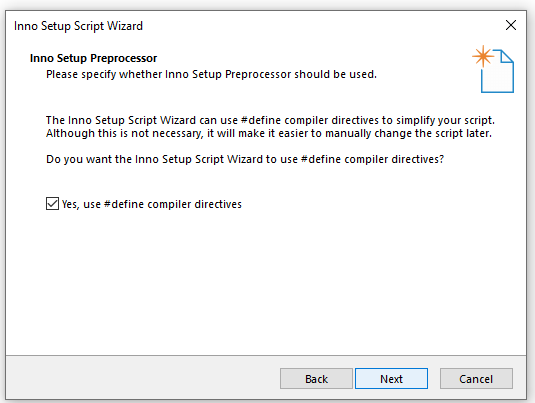 Inno Setup Script Wizard
Inno Setup Preprocessor
Please specify whether Inno Setup Preprocessor should be used.
The Inno Setup Script Wizard can use #define compiler directives to simplify your script.
Although this is not necessary, it will make it easier to manually change the script later.
Do you want the Inno Setup Script Wizard to use #define compiler directives?
Yes, use #define compiler directives
Back Next Cancel